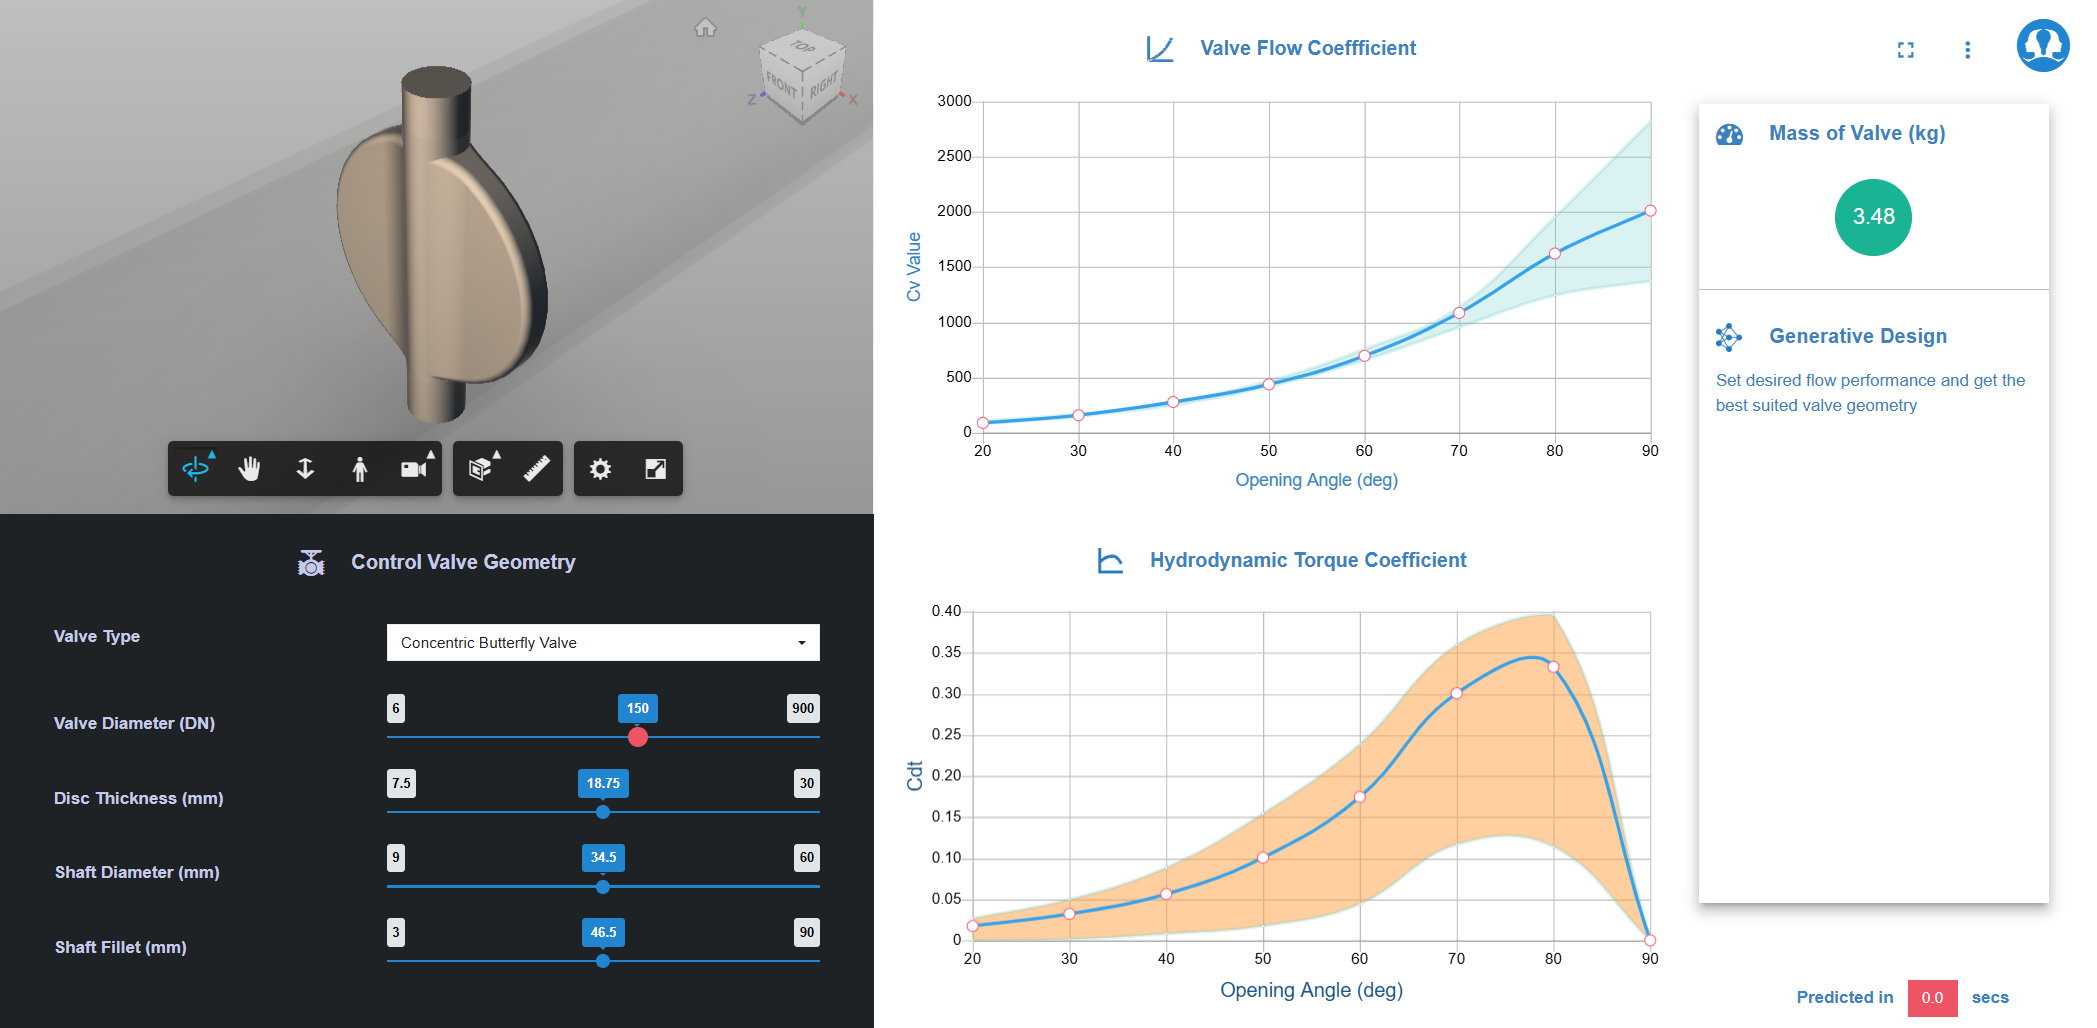 Y
TOP
FRONT
RIGHT
Z
X
Control Valve Geometry
Valve Type
Concentric Butterfly Valve
Valve Diameter (DN)
6
150
900
Disc Thickness (mm)
7.5
18.75
30
Shaft Diameter (mm)
9
34.5
60
Shaft Fillet (mm)
3
46.5
90
Valve Flow Coeffficient
3000
2500
2000
1500
1000
500
0
Cv Value
20 30 40 50 60 70 80 90
Opening Angle (deg)
Hydrodynamic Torque Coefficient
0.40
0.35
0.30
0.25
0.20
0.15
0.10
0.05
0
Cdt
20 30 40 50 60 70 80 90
Opening Angle (deg)
Mass of Valve (kg)
3.48
Generative Design
Set desired flow performance and get the
best suited valve geometry
Predicted in 0.0 secs